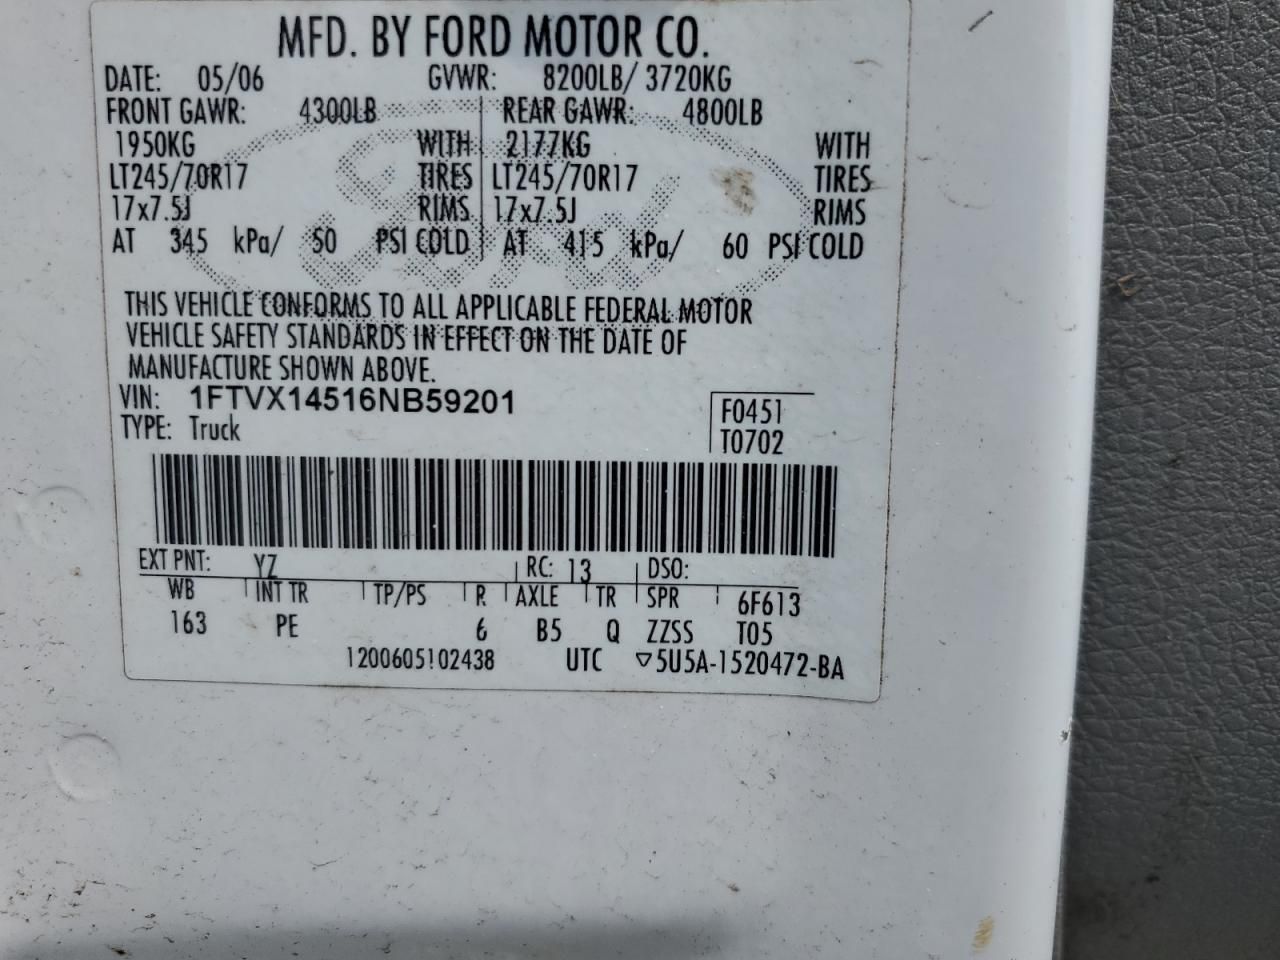 MFD. BY FORD MOTOR CO.
DATE: 05/06 GVWR: 8200LB/ 3720KG
FRONT GAWR: 4300LB REAR GAWR: 4800LB
1950KG WITH 2177KG WITH
LT245/70R17 TIRES LT245/70R17 TIRES
17x7.5J RIMS 17x7.5J RIMS
AT 345 kPa/ 50 PSI COLD AT 415 kPa/ 60 PSI COLD
Ford
THIS VEHICLE CONFORMS TO ALL APPLICABLE FEDERAL MOTOR
VEHICLE SAFETY STANDARDS IN EFFECT ON THE DATE OF
MANUFACTURE SHOWN ABOVE.
VIN: 1FTVX14516NB59201 F0451
TYPE: Truck T0702
EXT PNT: YZ RC: 13 DSO:
WB INT TR TP/PS R AXLE TR SPR 6F613
163 PE 6 B5 Q ZZSS T05
1200605102438 UTC ▽5U5A-1520472-BA